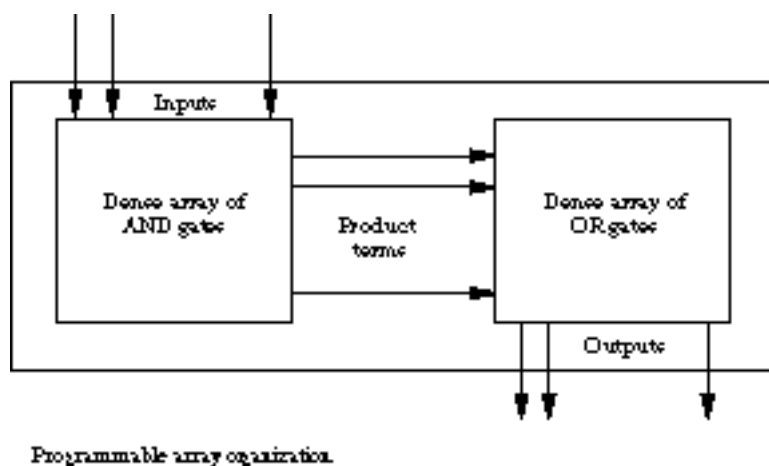 Inputs
Dense array of
AND gates
Product
terms
Dense array of
OR gates
Outputs
Programmable array organization